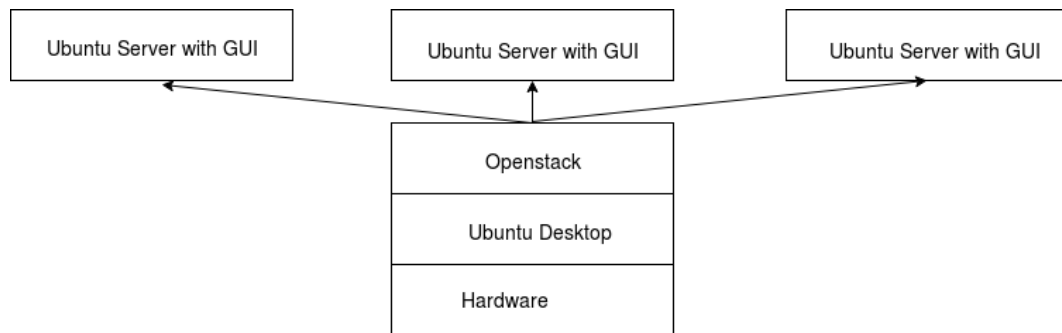 Ubuntu Server with GUI
Ubuntu Server with GUI
Ubuntu Server with GUI
Openstack
Ubuntu Desktop
Hardware